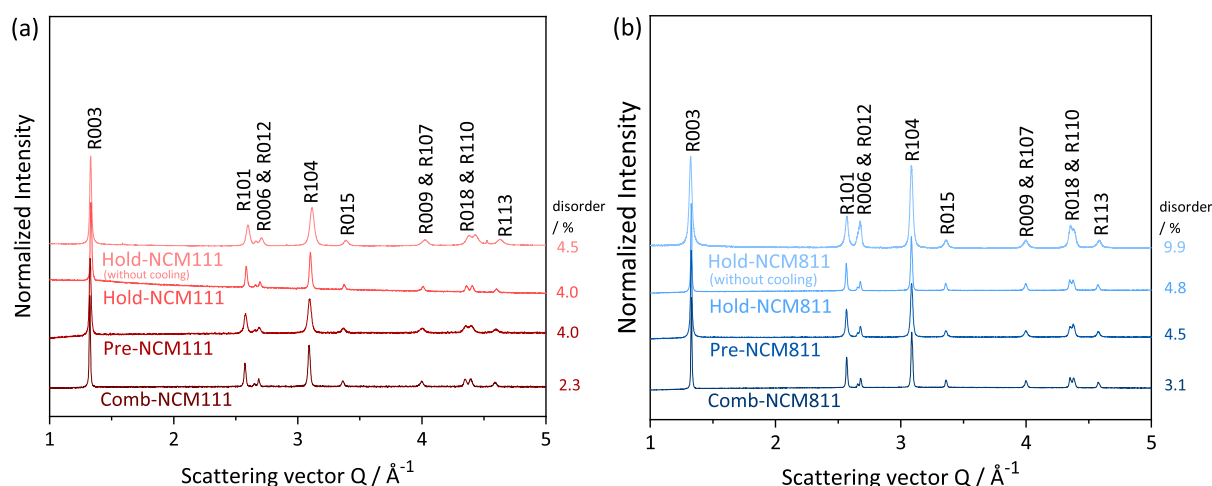 (a)
Normalized Intensity
R003
R101
R006 & R012
R104
R015
R009 & R107
R018 & R110
R113
disorder
/ %
4.5
Hold-NCM111
(without cooling)
4.0
Hold-NCM111
4.0
Pre-NCM111
2.3
Comb-NCM111
1
2
3
4
5
Scattering vector Q / Å⁻¹
(b)
Normalized Intensity
R003
R101
R006 & R012
R104
R015
R009 & R107
R018 & R110
R113
disorder
/ %
9.9
Hold-NCM811
(without cooling)
4.8
Hold-NCM811
4.5
Pre-NCM811
3.1
Comb-NCM811
1
2
3
4
5
Scattering vector Q / Å⁻¹